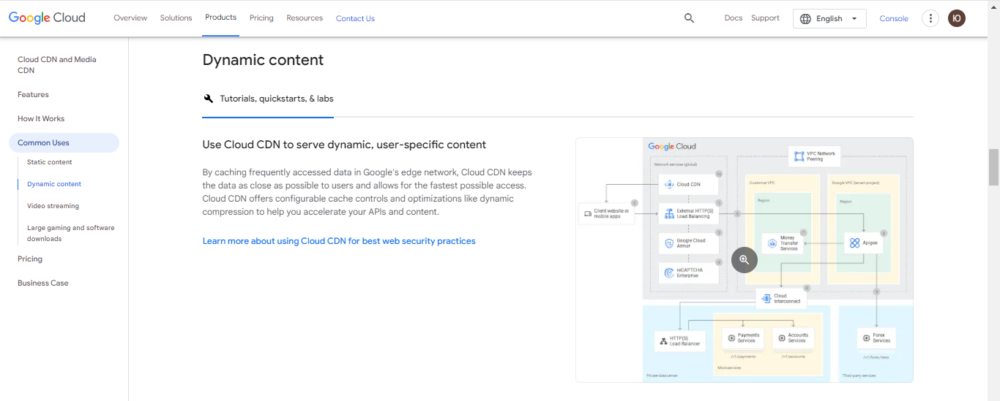 Google Cloud
Overview
Solutions
Products
Pricing
Resources
Contact Us
Docs
Support
English
Console
Ю
Cloud CDN and Media
CDN
Features
How It Works
Common Uses
Static content
Dynamic content
Video streaming
Large gaming and software
downloads
Pricing
Business Case
Dynamic content
Tutorials, quickstarts, & labs
Use Cloud CDN to serve dynamic, user-specific content
By caching frequently accessed data in Google's edge network, Cloud CDN keeps
the data as close as possible to users and allows for the fastest possible access.
Cloud CDN offers configurable cache controls and optimizations like dynamic
compression to help you accelerate your APIs and content.
Learn more about using Cloud CDN for best web security practices
Google Cloud
VPC Network
Peering
Network services (global)
Cloud CDN
Customer VPC
Google VPC (tenant project)
Region
Region
Client website or
mobile apps
External HTTP(S)
Load Balancing
Google Cloud
Armor
Money
Transfer
Services
Apigee
reCAPTCHA
Enterprise
Cloud
Interconnect
HTTP(S)
Load Balancer
Payments
Services
Accounts
Services
Forex
Services
/v1/payments
/v1/accounts
Microservices
Private data center
Third-party services